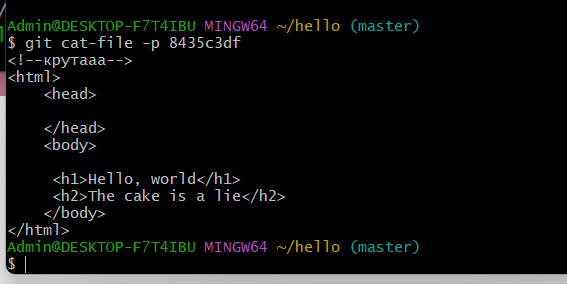 Admin@DESKTOP-F7T4IBU MINGW64 ~/hello (master)
$ git cat-file -p 8435c3df
<!--крутааа-->
<html>
    <head>

    </head>
    <body>

     <h1>Hello, world</h1>
     <h2>The cake is a lie</h2>
    </body>
</html>
Admin@DESKTOP-F7T4IBU MINGW64 ~/hello (master)
$